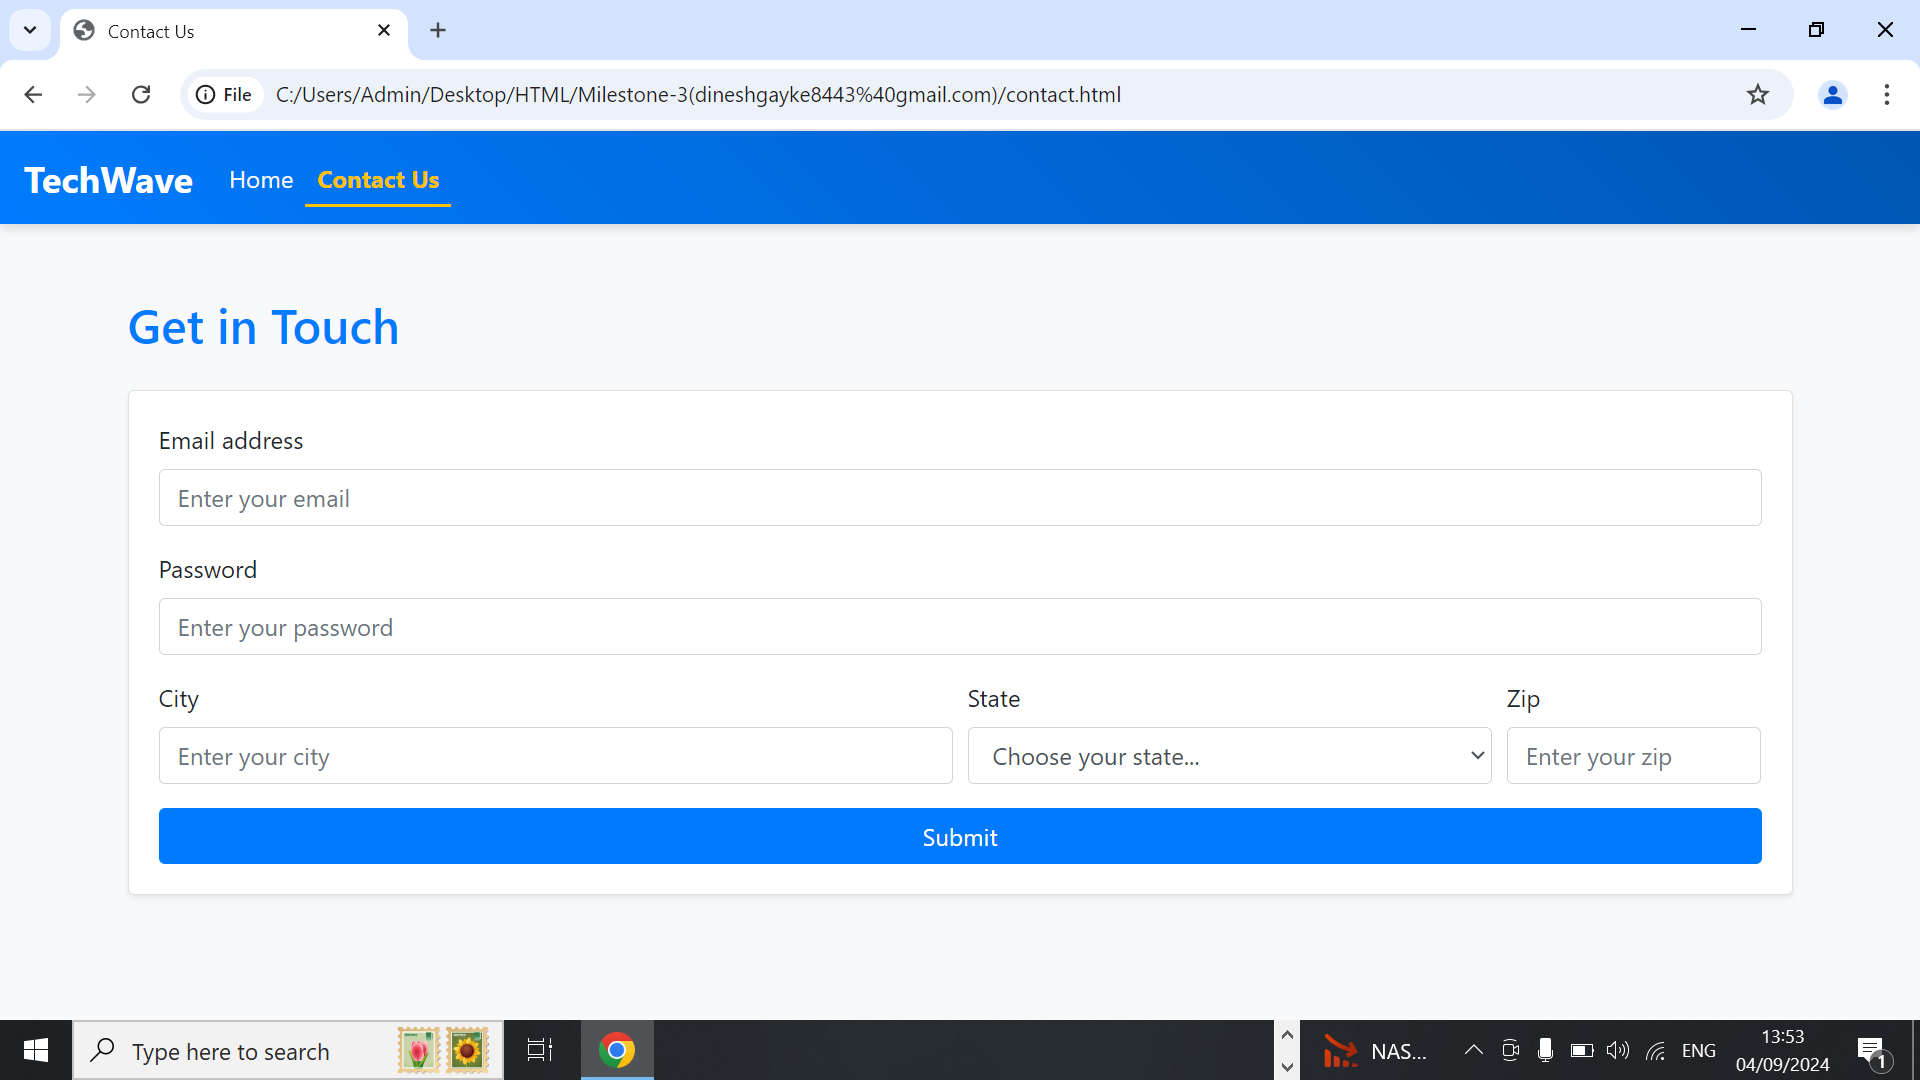 Contact Us
File
C:/Users/Admin/Desktop/HTML/Milestone-3(dineshgayke8443%40gmail.com)/contact.html
TechWave Home Contact Us
Get in Touch
Email address
Enter your email
Password
Enter your password
City State Zip
Enter your city Choose your state... Enter your zip
Submit
Type here to search
NAS...
ENG
13:53
04/09/2024
1